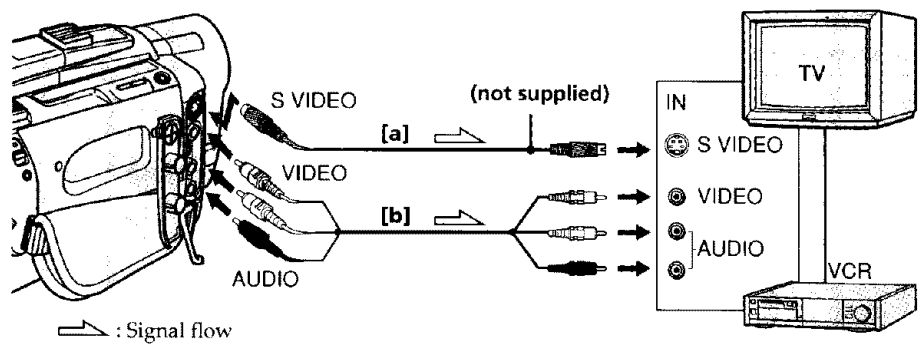 S VIDEO
(not supplied)
TV
IN
[a]
S VIDEO
VIDEO
VIDEO
[b]
AUDIO
AUDIO
VCR
: Signal flow